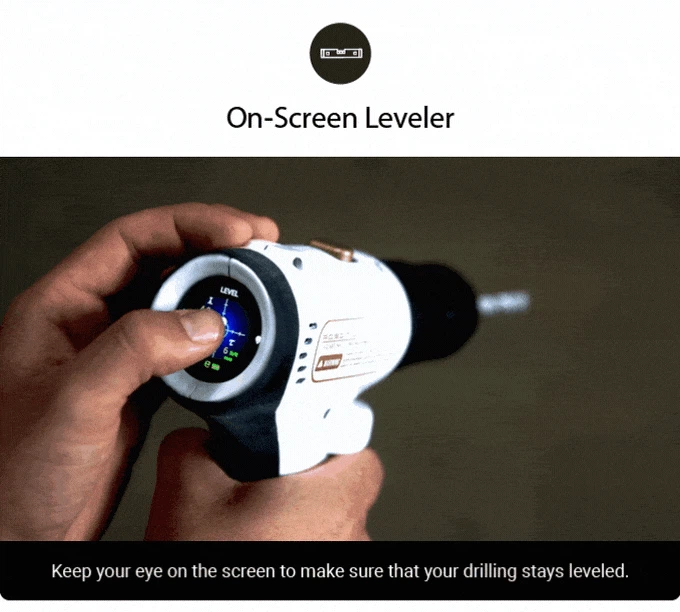 On-Screen Leveler
LEVEL
Keep your eye on the screen to make sure that your drilling stays leveled.